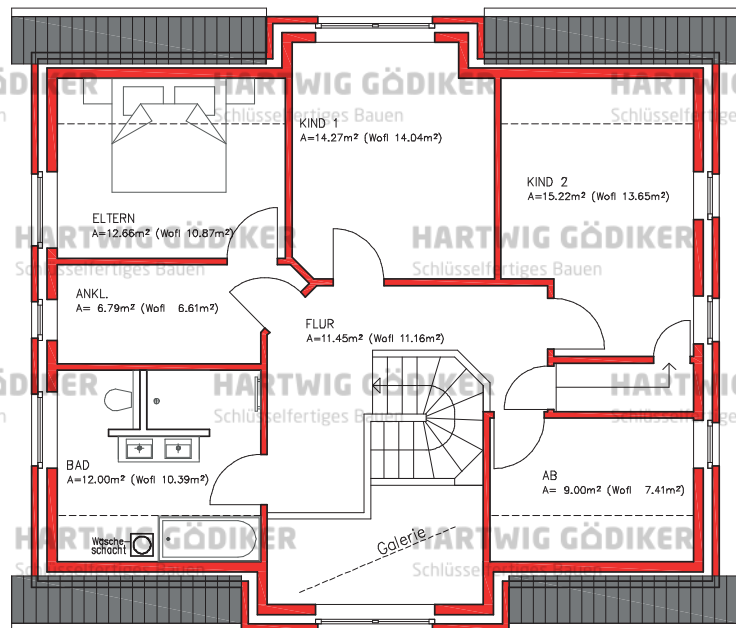 HARTWIG GÖDIKER
Schlüsselfertiges Bauen
KIND 1
A=14.27m² (Wofl 14.04m²)
KIND 2
A=15.22m² (Wofl 13.65m²)
ELTERN
A=12.66m² (Wofl 10.87m²)
HARTWIG GÖDIKER
Schlüsselfertiges Bauen
HARTWIG GÖDIKER
Schlüsselfertiges Bauen
ANKL.
A= 6.79m² (Wofl 6.61m²)
FLUR
A=11.45m² (Wofl 11.16m²)
HARTWIG GÖDIKER
Schlüsselfertiges Bauen
BAD
A=12.00m² (Wofl 10.39m²)
AB
A= 9.00m² (Wofl 7.41m²)
Galerie
Wäsche-
schacht
HARTWIG GÖDIKER
Schlüsselfertiges Bauen
HARTWIG GÖDIKER
Schlüsselfertiges Bauen